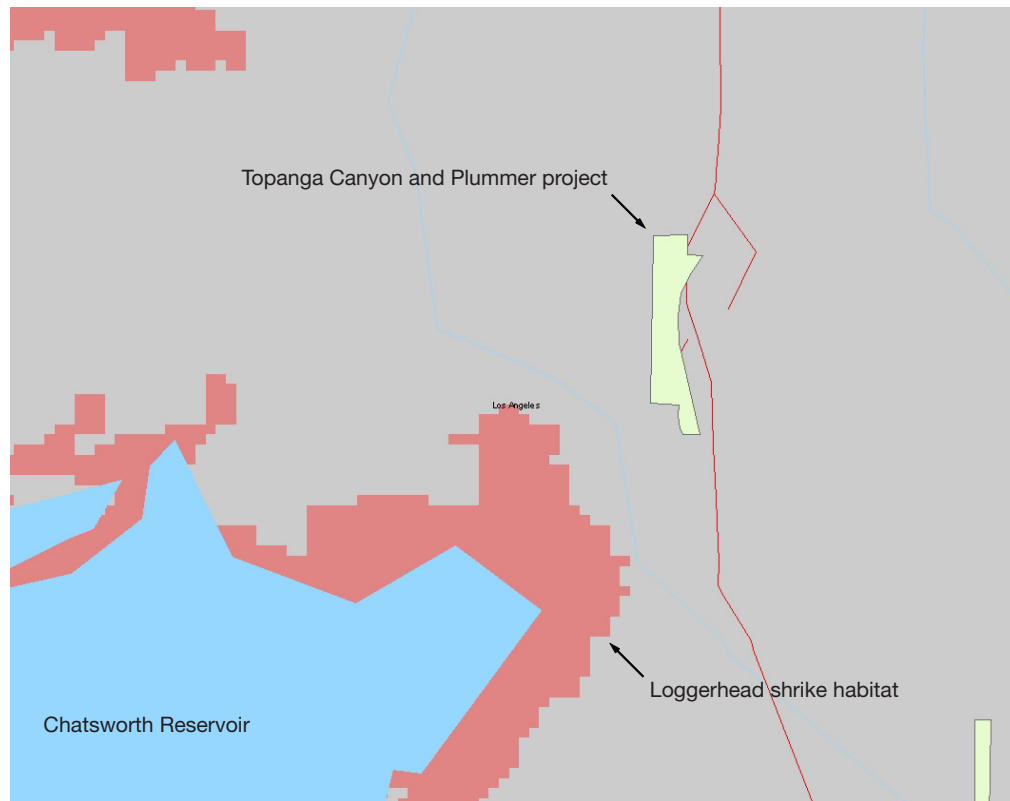 Topanga Canyon and Plummer project
Los Angeles
Loggerhead shrike habitat
Chatsworth Reservoir